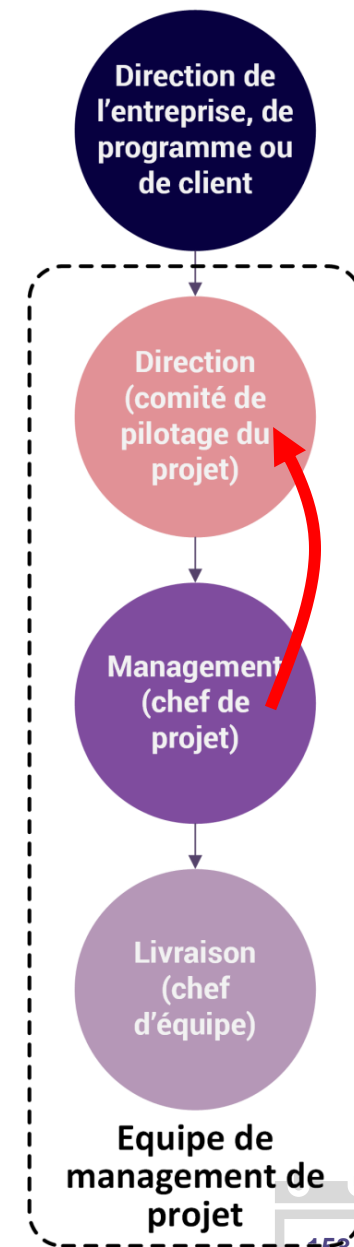 Direction de
l'entreprise, de
programme ou
de client
Direction
(comité de
pilotage du
projet)
Management
(chef de
projet)
Livraison
(chef
d'équipe)
Equipe de
management de
projet